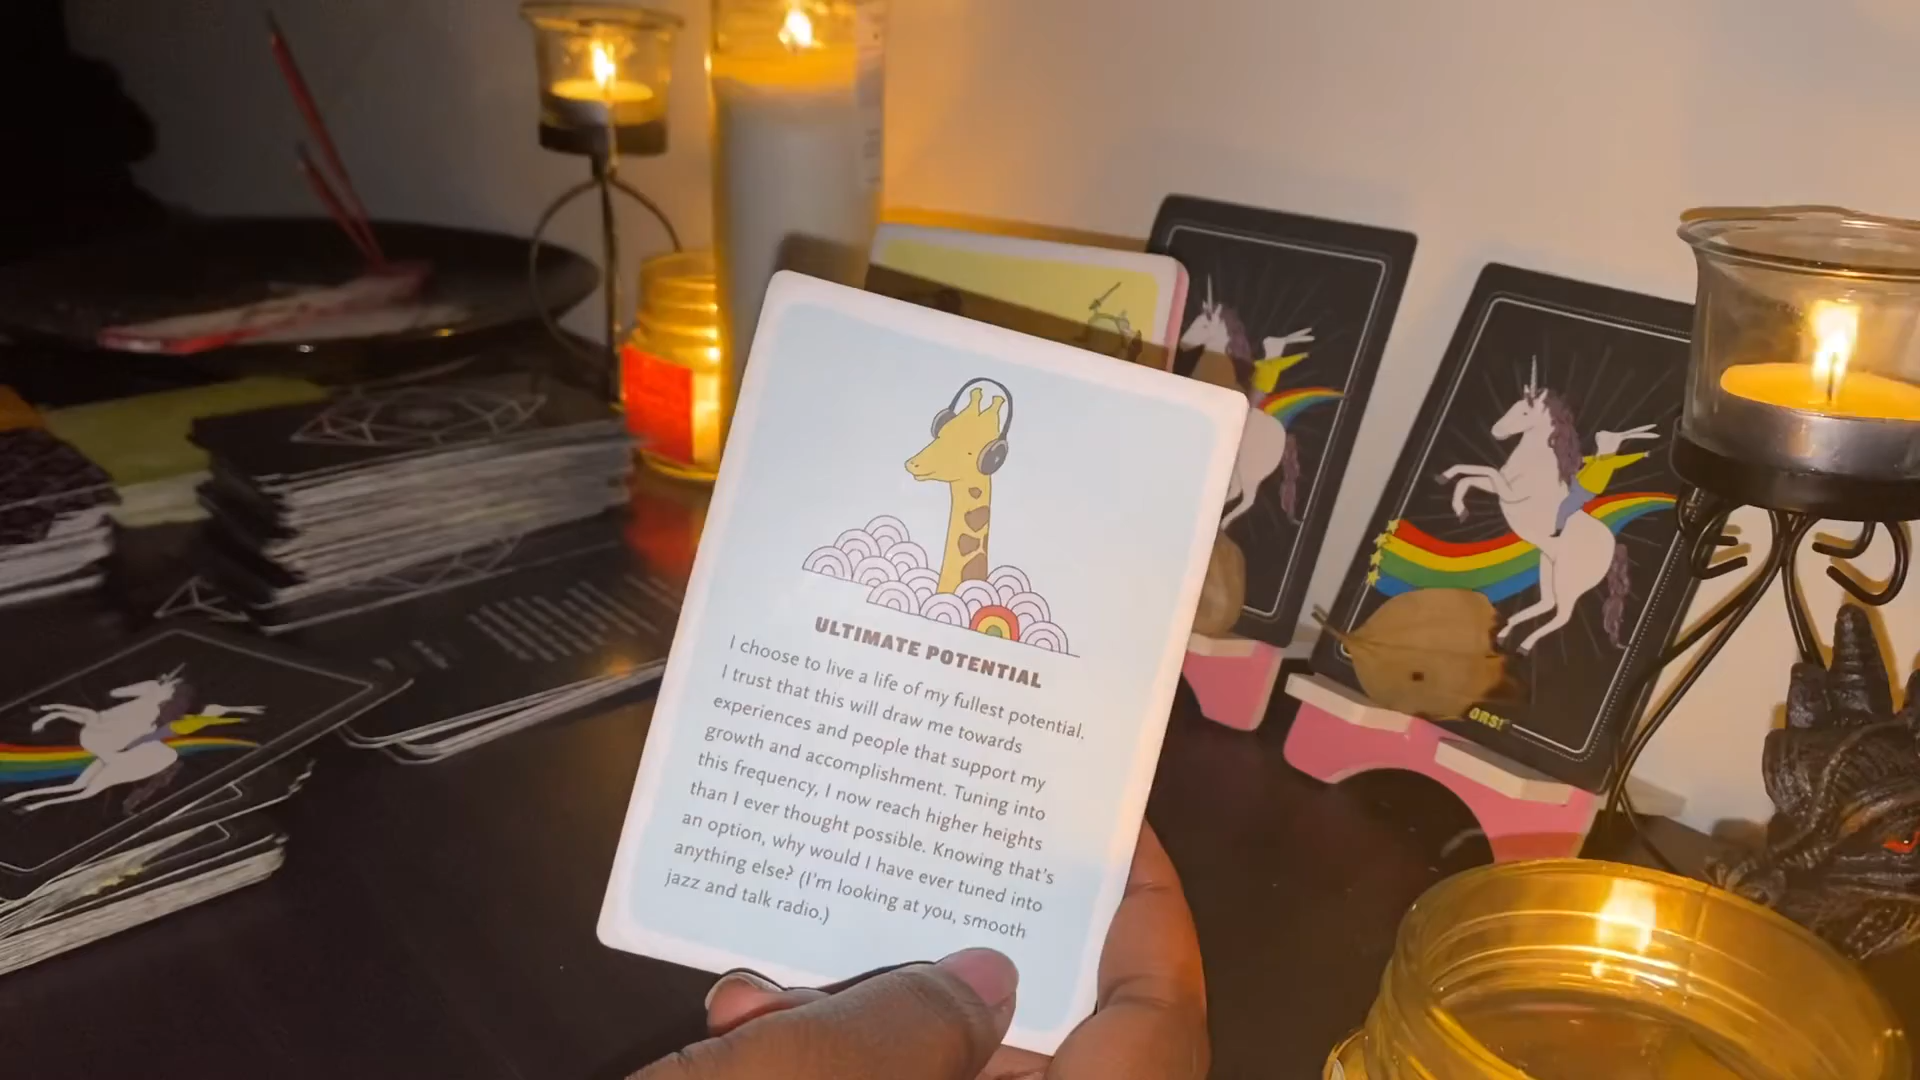 ULTIMATE POTENTIAL
I choose to live a life of my fullest potential.
I trust that this will draw me towards
experiences and people that support my
growth and accomplishment. Tuning into
this frequency, I now reach higher heights
than I ever thought possible. Knowing that's
an option, why would I have ever tuned into
anything else? (I'm looking at you, smooth
jazz and talk radio.)
ORS!